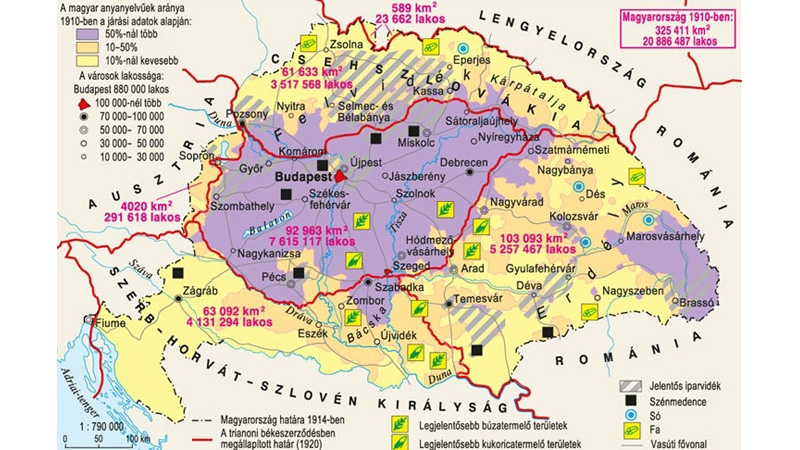 A magyar anyanyelvűek aránya
1910-ben a járási adatok alapján:
50%-nál több
10–50%
10%-nál kevesebb
A városok lakossága:
Budapest 880 000 lakos
100 000-nél több
70 000–100 000
50 000 – 70 000
30 000 – 50 000
10 000 – 30 000
589 km²
23 662 lakos
LENGYELORSZÁG
Magyarország 1910-ben:
325 411 km²
20 886 487 lakos
Zsolna
CSEHSZLOVÁKIA
Felvidék
61 633 km²
3 517 568 lakos
Eperjes
Kassa
Kárpátalja
Nyitra
Selmec- és
Bélabánya
Pozsony
Duna
Sátoraljaújhely
Nyíregyháza
Miskolc
ROMÁNIA
AUSZTRIA
Sopron
Komárom
Győr
Újpest
Budapest
Jászberény
Debrecen
Szatmárnémeti
Nagybánya
Dés
4020 km²
291 618 lakos
Szombathely
Székes-
fehérvár
Szolnok
Tisza
Nagyvárad
Kolozsvár
Maros
Erdély
Balaton
92 963 km²
7 615 117 lakos
103 093 km²
5 257 467 lakos
Marosvásárhely
Nagykanizsa
Hódmező-
vásárhely
Szeged
Arad
Gyulafehérvár
Pécs
Szabadka
Temesvár
Déva
Nagyszeben
Brassó
Száva
Zágráb
63 092 km²
4 131 294 lakos
Zombor
Bácska
Dráva
Eszék
Újvidék
Duna
Fiume
SZERB-HORVÁT-SZLOVÉN KIRÁLYSÁG
ROMÁNIA
Adriai-tenger
1 : 790 000
0 50 100 km
Magyarország határa 1914-ben
A trianoni békeszerződésben
megállapított határ (1920)
Legjelentősebb búzatermelő területek
Legjelentősebb kukoricatermelő területek
Jelentős iparvidék
Szénmedence
Só
Fa
Vasúti fővonal